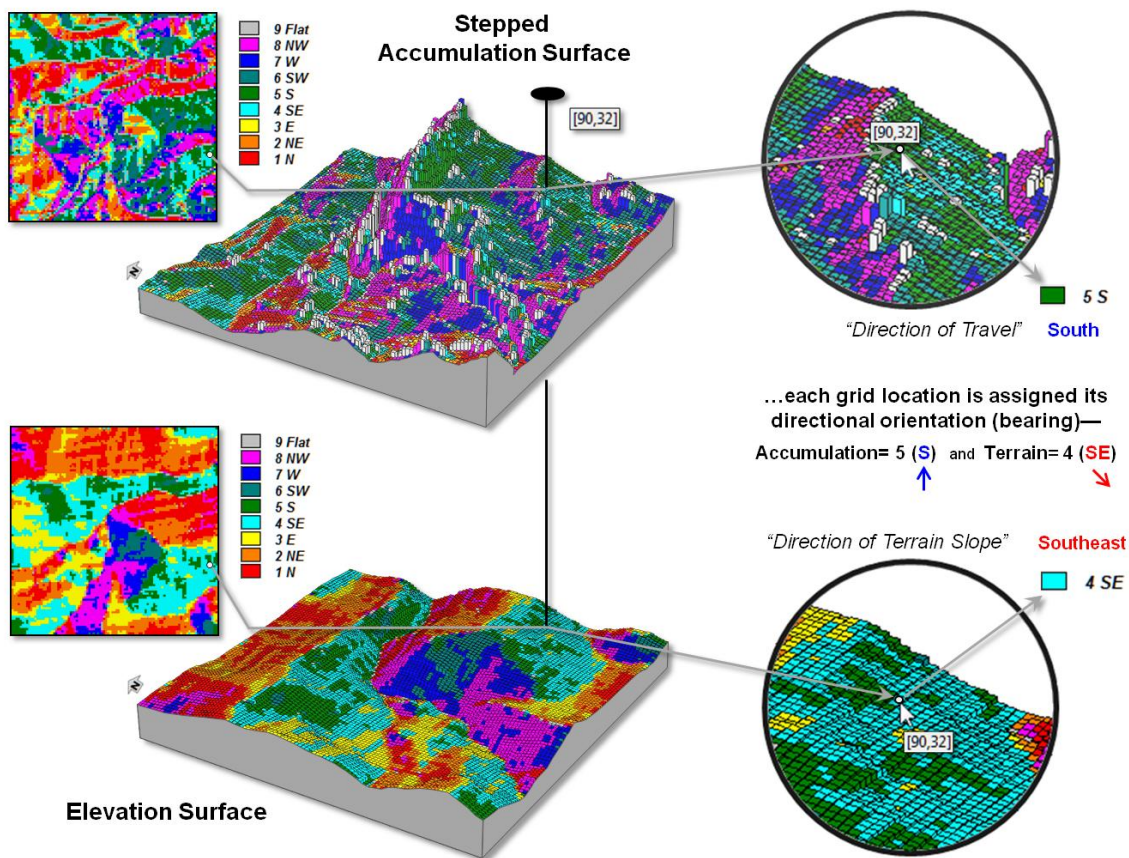 Stepped
Accumulation Surface
9 Flat
8 NW
7 W
6 SW
5 S
4 SE
3 E
2 NE
1 N
[90,32]
[90,32]
N
5 S
“Direction of Travel” South
…each grid location is assigned its
directional orientation (bearing)—
Accumulation= 5 (S) and Terrain= 4 (SE)
9 Flat
8 NW
7 W
6 SW
5 S
4 SE
3 E
2 NE
1 N
“Direction of Terrain Slope” Southeast
4 SE
N
[90,32]
Elevation Surface